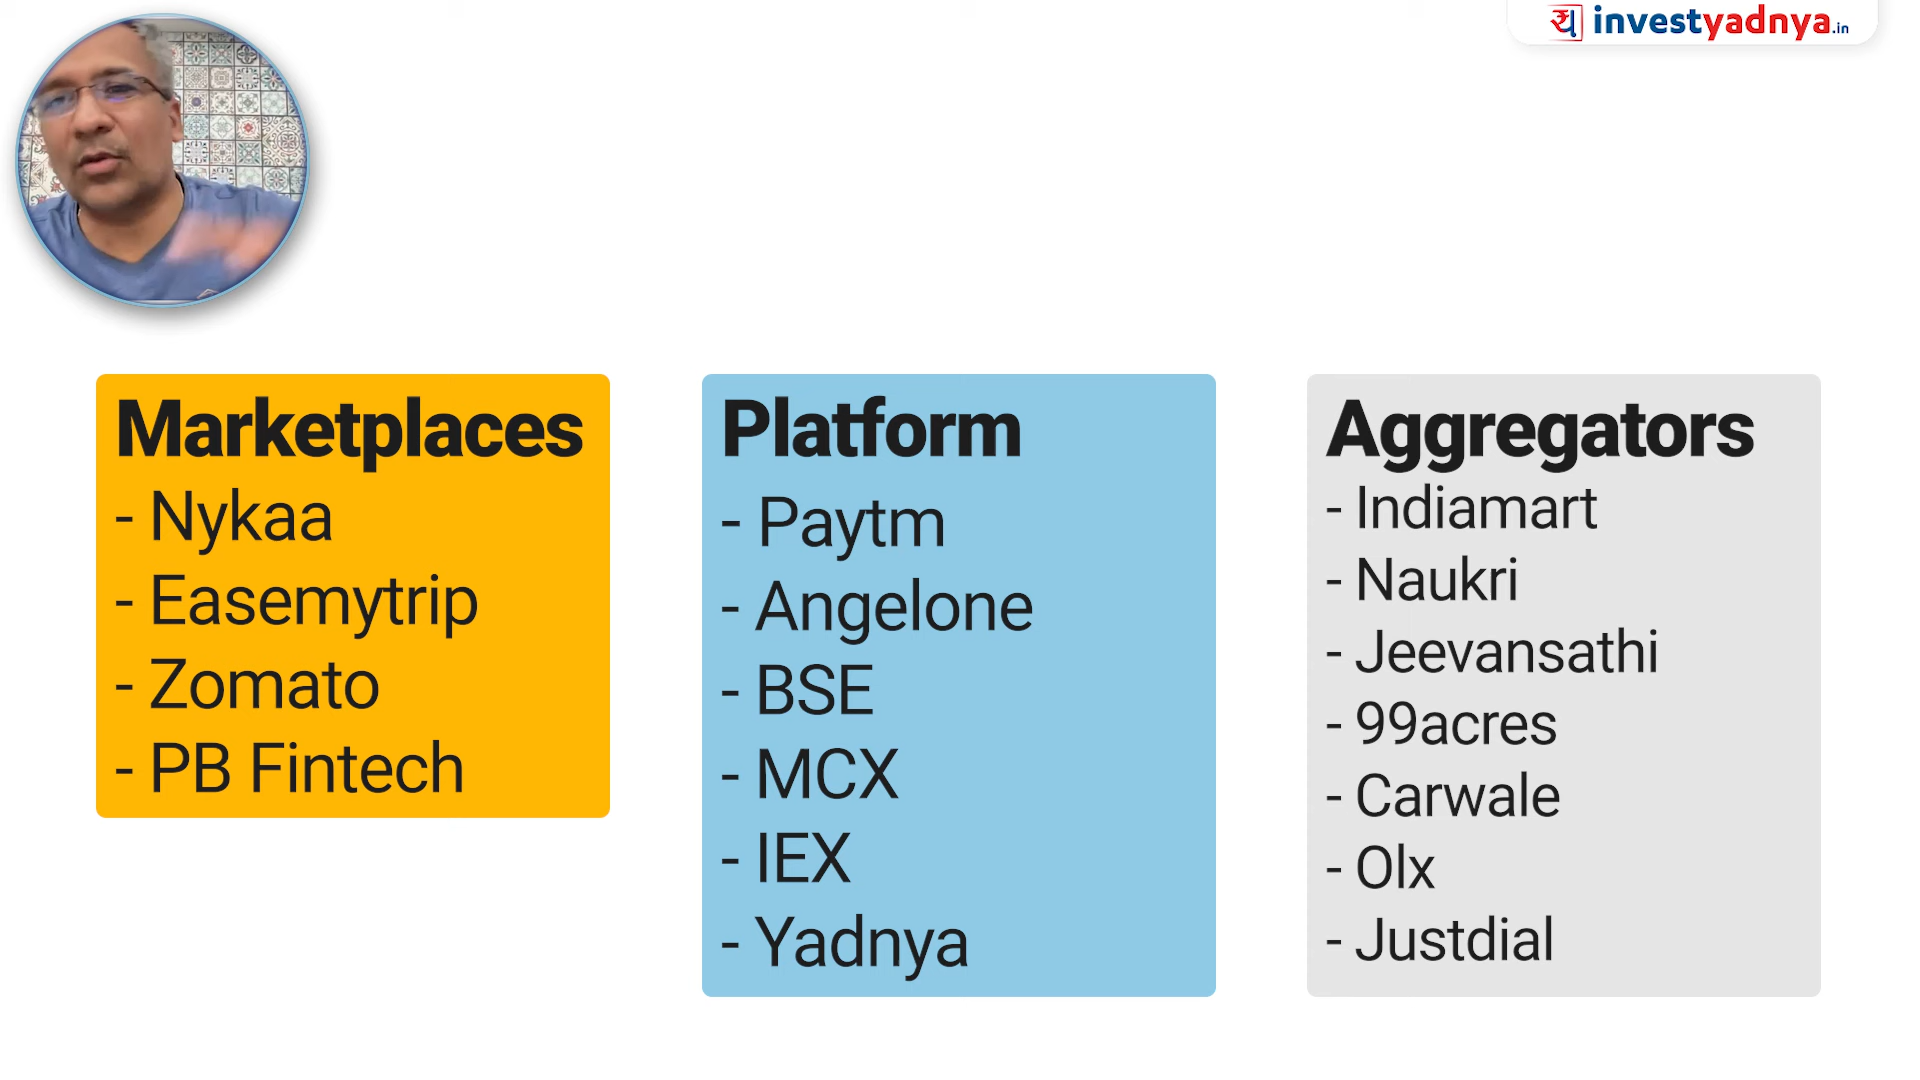 य investyadnya.in
Marketplaces
- Nykaa
- Easemytrip
- Zomato
- PB Fintech
Platform
- Paytm
- Angelone
- BSE
- MCX
- IEX
- Yadnya
Aggregators
- Indiamart
- Naukri
- Jeevansathi
- 99acres
- Carwale
- Olx
- Justdial